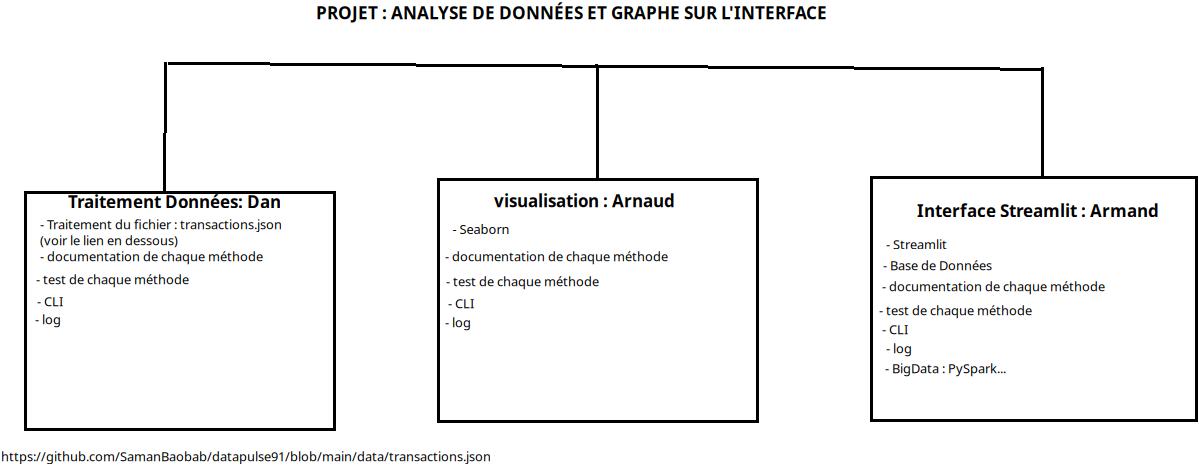 PROJET : ANALYSE DE DONNÉES ET GRAPHE SUR L'INTERFACE
Traitement Données: Dan
- Traitement du fichier : transactions.json
(voir le lien en dessous)
- documentation de chaque méthode
- test de chaque méthode
- CLI
- log
visualisation : Arnaud
- Seaborn
- documentation de chaque méthode
- test de chaque méthode
- CLI
- log
Interface Streamlit : Armand
- Streamlit
- Base de Données
- documentation de chaque méthode
- test de chaque méthode
- CLI
- log
- BigData : PySpark...
https://github.com/SamanBaobab/datapulse91/blob/main/data/transactions.json